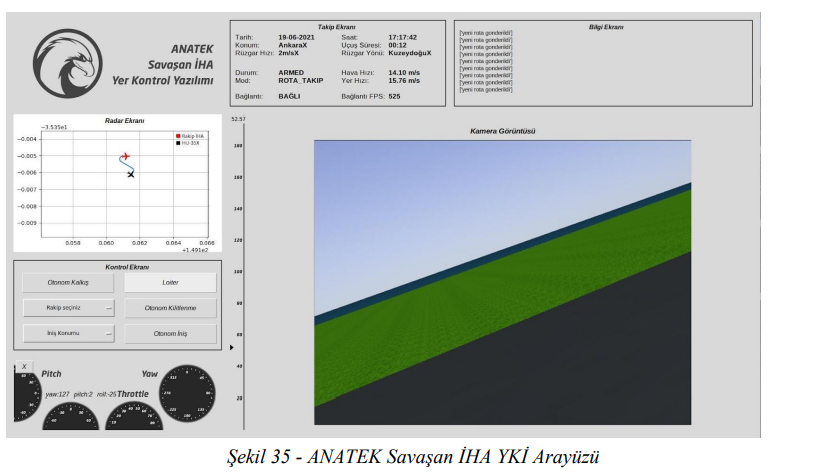 ANATEK
Savaşan İHA
Yer Kontrol Yazılımı
Takip Ekranı
Tarih: 19-06-2021 Saat: 17:17:42
Konum: AnkaraX Uçuş Süresi: 00:12
Rüzgar Hızı: 2m/sX Rüzgar Yönü: KuzeydoğuX
Durum: ARMED Hava Hızı: 14.10 m/s
Mod: ROTA_TAKIP Yer Hızı: 15.76 m/s
Bağlantı: BAĞLI Bağlantı FPS: 525
Bilgi Ekranı
['yeni rota gonderildi']
['yeni rota gonderildi']
['yeni rota gonderildi']
['yeni rota gonderildi']
['yeni rota gonderildi']
['yeni rota gonderildi']
['yeni rota gonderildi']
['yeni rota gonderildi']
['yeni rota gonderildi']
Radar Ekranı
−3.535e1
Rakip İHA
HU-35X
−0.004
−0.005
−0.006
−0.007
−0.008
−0.009
0.058 0.060 0.062 0.064 0.066
+1.491e2
Kontrol Ekranı
Otonom Kalkış Loiter
Rakip seçiniz Otonom Kilitlenme
İniş Konumu Otonom İniş
X
Pitch Yaw
yaw:127 pitch:2 roll:-25 Throttle
52.57
180
160
140
120
100
80
60
40
20
Kamera Görüntüsü
Şekil 35 - ANATEK Savaşan İHA YKİ Arayüzü